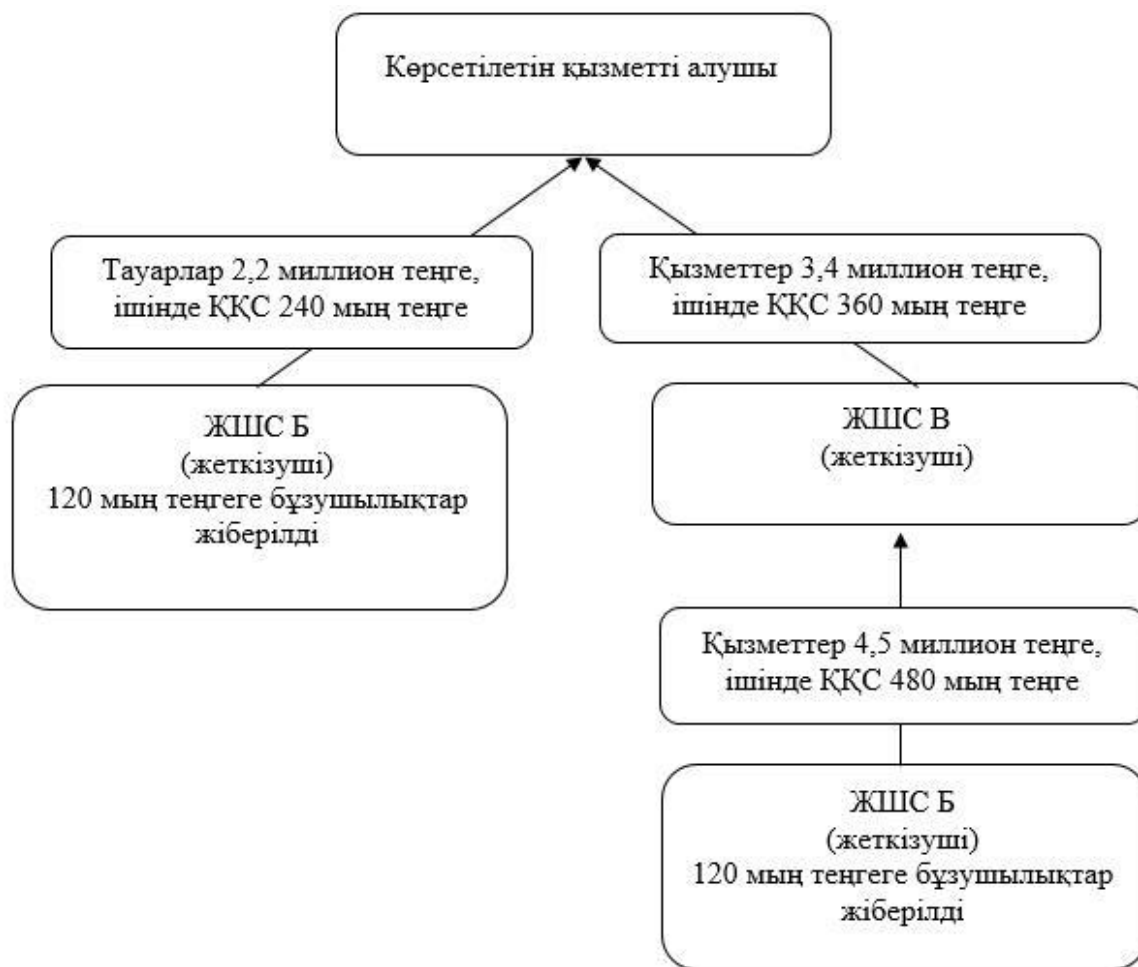 Көрсетілетін қызметті алушы
Тауарлар 2,2 миллион теңге,
ішінде ҚҚС 240 мың теңге
Қызметтер 3,4 миллион теңге,
ішінде ҚҚС 360 мың теңге
ЖШС Б
(жеткізуші)
120 мың теңгеге бұзушылықтар
жіберілді
ЖШС В
(жеткізуші)
Қызметтер 4,5 миллион теңге,
ішінде ҚҚС 480 мың теңге
ЖШС Б
(жеткізуші)
120 мың теңгеге бұзушылықтар
жіберілді